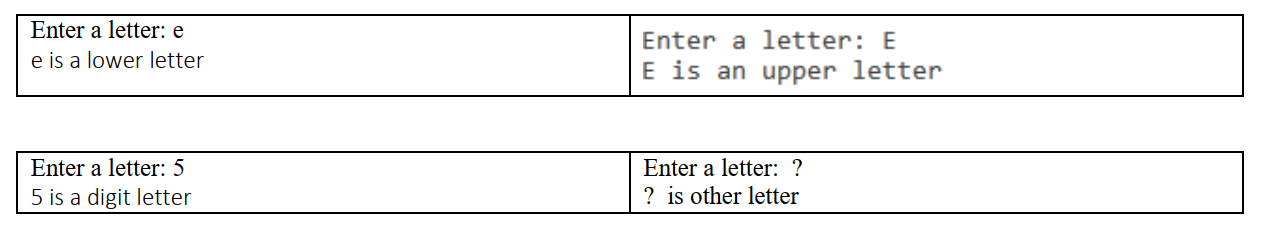 Enter a letter: e
e is a lower letter
Enter a letter: E
E is an upper letter
Enter a letter: 5
5 is a digit letter
Enter a letter:  ?
?  is other letter